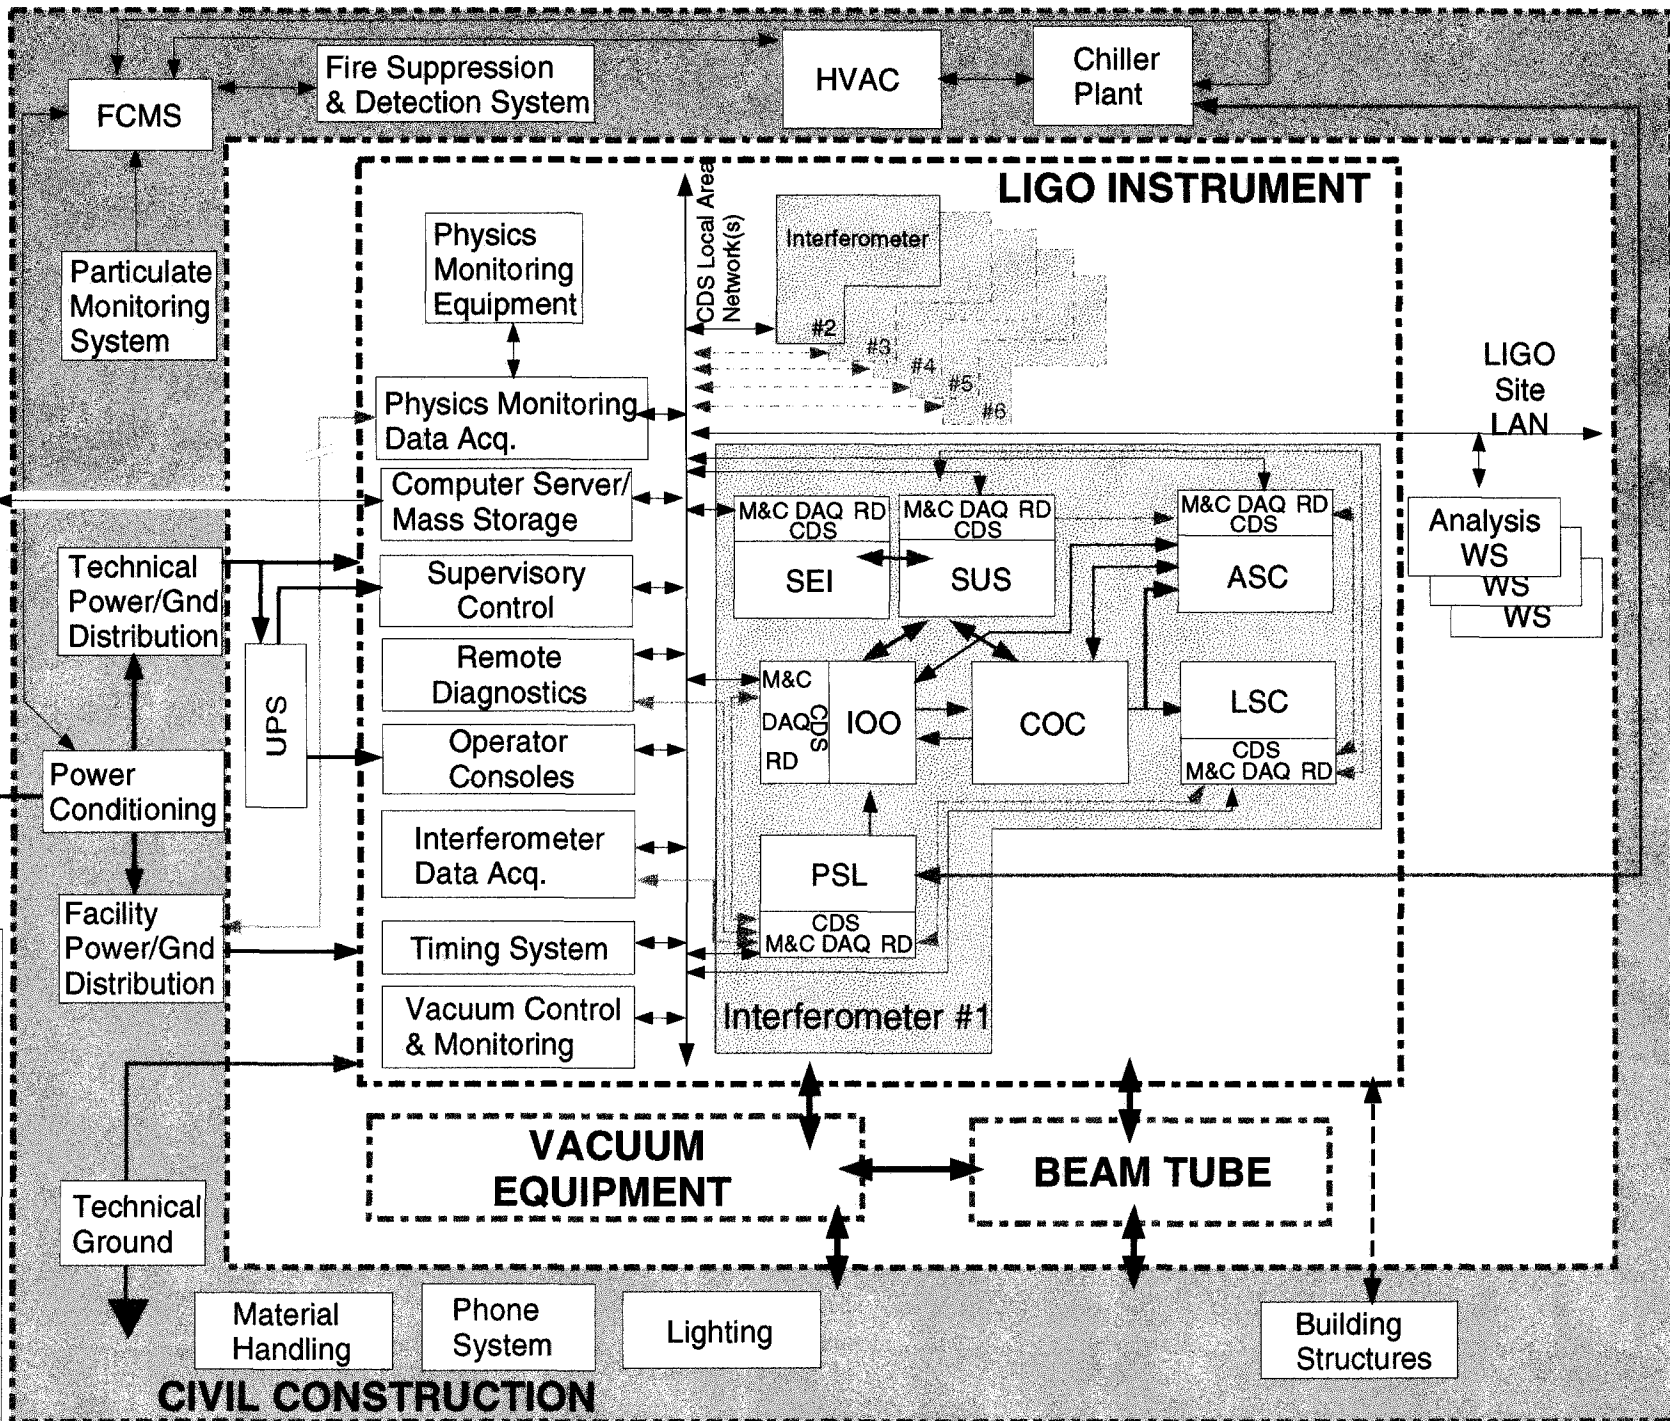 Fire Suppression
& Detection System
HVAC
Chiller
Plant
FCMS
LIGO INSTRUMENT
CDS Local Area
Network(s)
Physics
Monitoring
Equipment
Interferometer
#2
#3
#4
#5
#6
Particulate
Monitoring
System
LIGO
Site
LAN
Physics Monitoring
Data Acq.
Computer Server/
Mass Storage
M&C DAQ RD
CDS
SEI
M&C DAQ RD
CDS
SUS
M&C DAQ RD
CDS
ASC
Analysis
WS
WS
WS
Technical
Power/Gnd
Distribution
Supervisory
Control
UPS
Remote
Diagnostics
M&C
DAQ
RD
CDS
IOO
COC
LSC
CDS
M&C DAQ RD
Power
Conditioning
Operator
Consoles
Interferometer
Data Acq.
PSL
CDS
M&C DAQ RD
Facility
Power/Gnd
Distribution
Timing System
Interferometer #1
Vacuum Control
& Monitoring
VACUUM
EQUIPMENT
BEAM TUBE
Technical
Ground
Material
Handling
Phone
System
Lighting
Building
Structures
CIVIL CONSTRUCTION